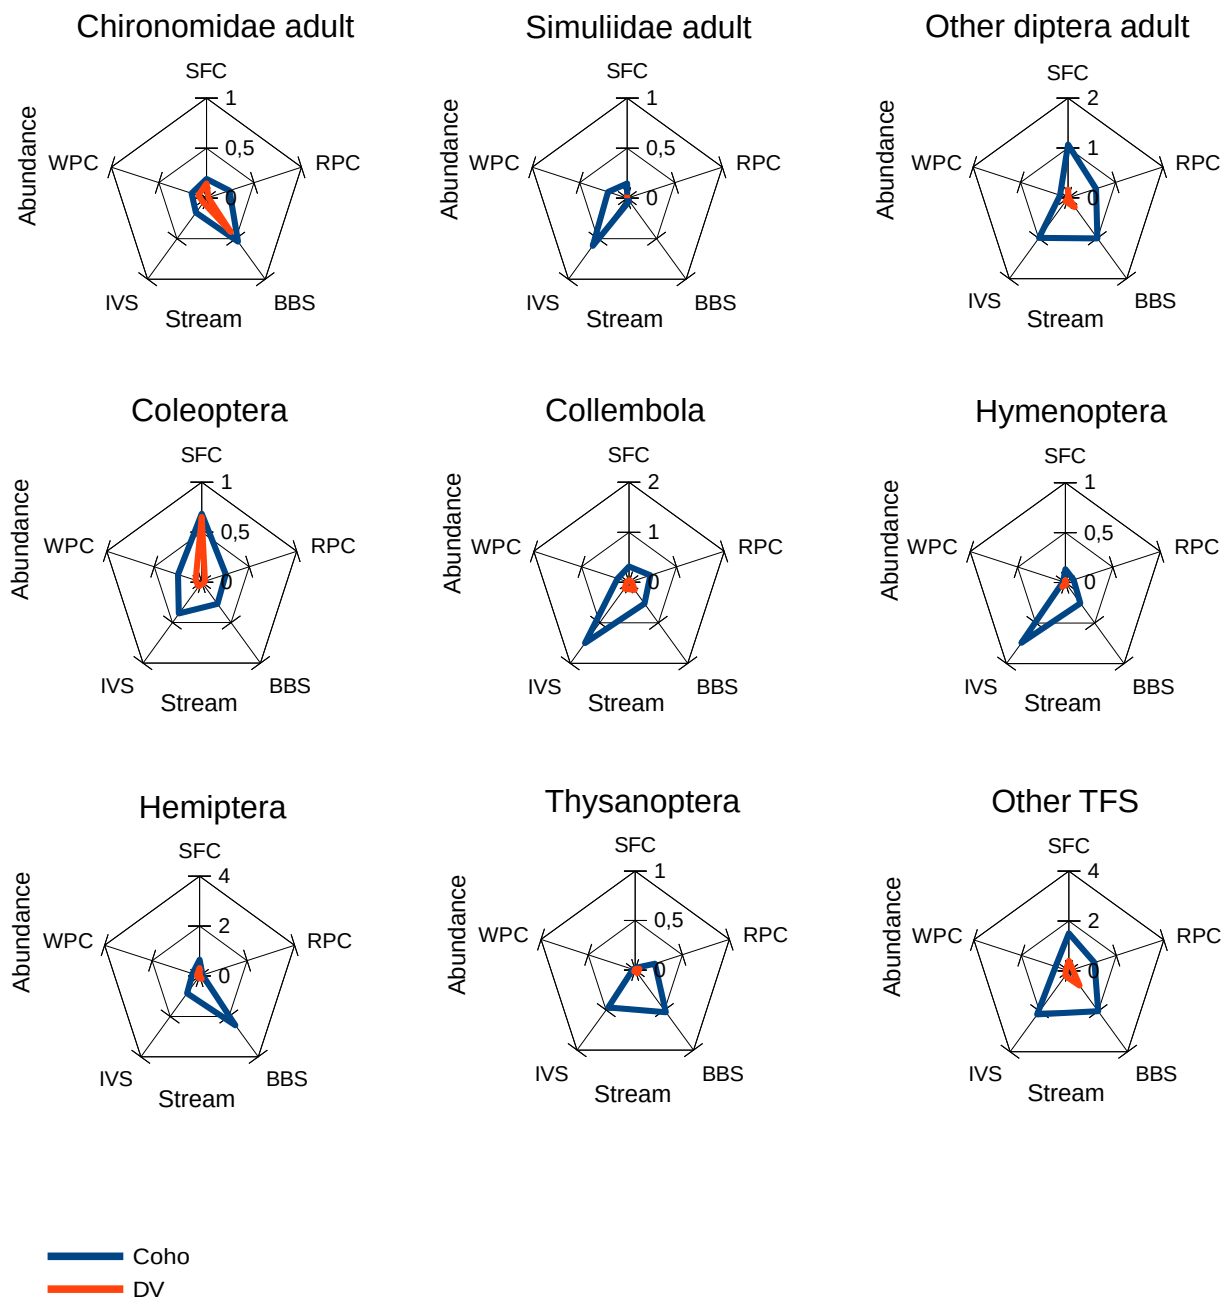 Chironomidae adult
SFC
1
0,5
0
RPC
WPC
Abundance
IVS
BBS
Stream
Simuliidae adult
SFC
1
0,5
0
RPC
WPC
Abundance
IVS
BBS
Stream
Other diptera adult
SFC
2
1
0
RPC
WPC
Abundance
IVS
BBS
Stream
Coleoptera
SFC
1
0,5
0
RPC
WPC
Abundance
IVS
BBS
Stream
Collembola
SFC
2
1
0
RPC
WPC
Abundance
IVS
BBS
Stream
Hymenoptera
SFC
1
0,5
0
RPC
WPC
Abundance
IVS
BBS
Stream
Hemiptera
SFC
4
2
0
RPC
WPC
Abundance
IVS
BBS
Stream
Thysanoptera
SFC
1
0,5
0
RPC
WPC
Abundance
IVS
BBS
Stream
Other TFS
SFC
4
2
0
RPC
WPC
Abundance
IVS
BBS
Stream
Coho
DV